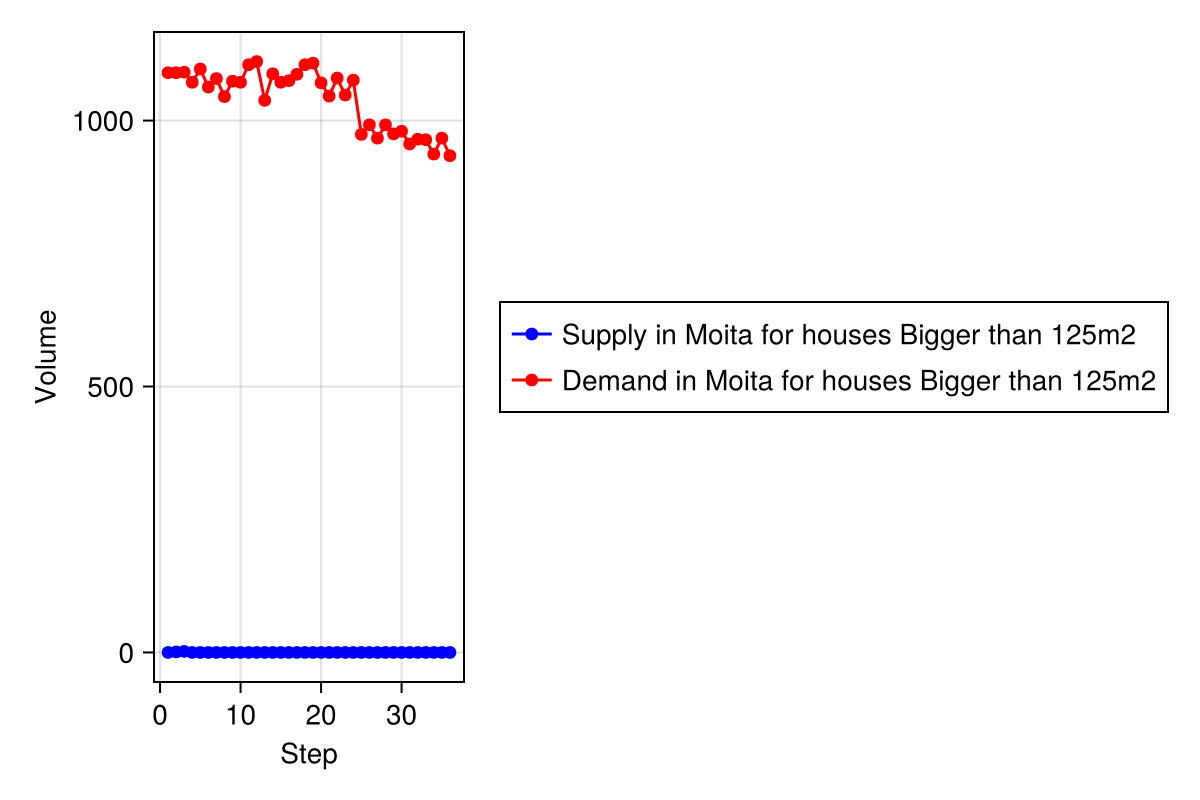 1000
500
0
Volume
0 10 20 30
Step
Supply in Moita for houses Bigger than 125m2
Demand in Moita for houses Bigger than 125m2